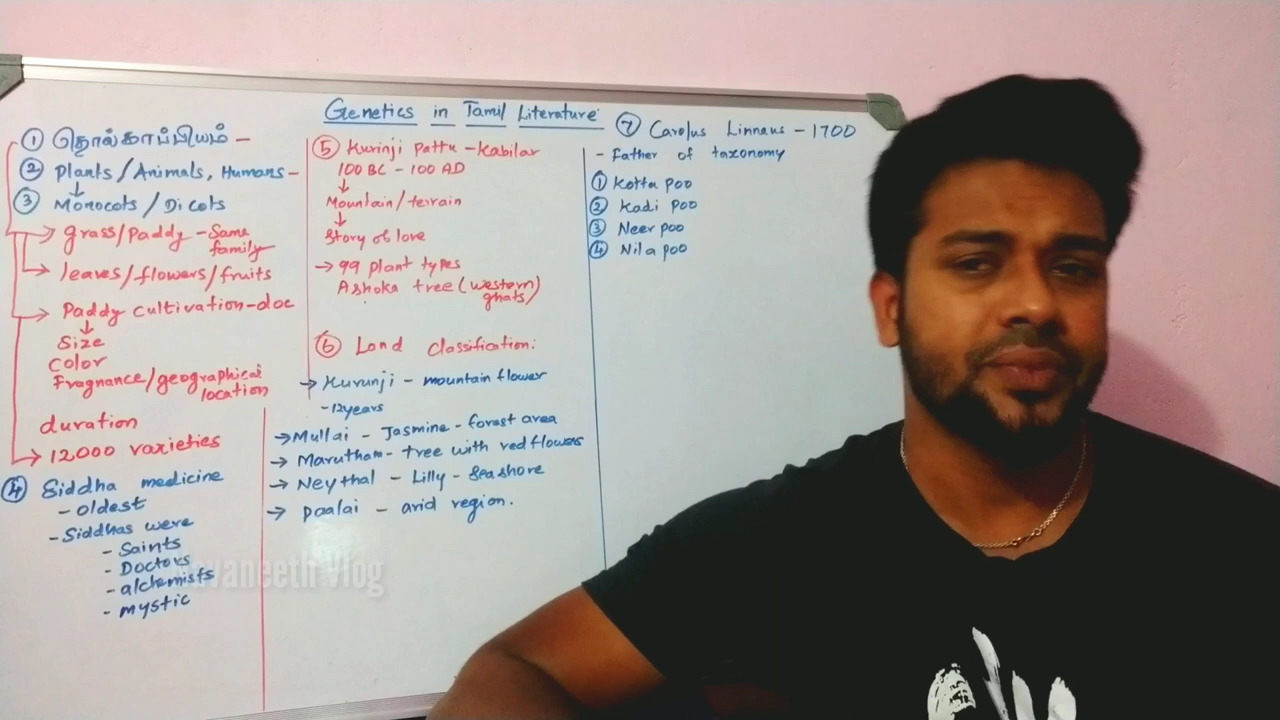 Genetics in Tamil Literature
① தொல்காப்பியம் -
② Plants/Animals, Humans -
③ Monocots / Dicots
→ grass/paddy - Same family
→ leaves/flowers/fruits
→ Paddy cultivation - doc
Size
Color
Fragnance/geographical location
duration
→ 12000 varieties
④ Siddha medicine
- oldest
- Siddhas were
- Saints
- Doctors
- alchemists
- mystic
⑤ Kurinji Pattu - Kabilar
100 BC - 100 AD
↓
Mountain/terrain
↓
Story of love
→ 99 plant types
Ashoka tree (western ghats)
⑥ Land classification:
→ Kurunji - mountain flower
- 12years
→ Mullai - Jasmine - forest area
→ Marutham - tree with red flowers
→ Neythal - Lilly - Seashore
→ Paalai - arid region.
⑦ Carolus Linnaus - 1700
- Father of taxonomy
① Kotta Poo
② Kadi Poo
③ Neer poo
④ Nila poo
Navaneeth Vlog